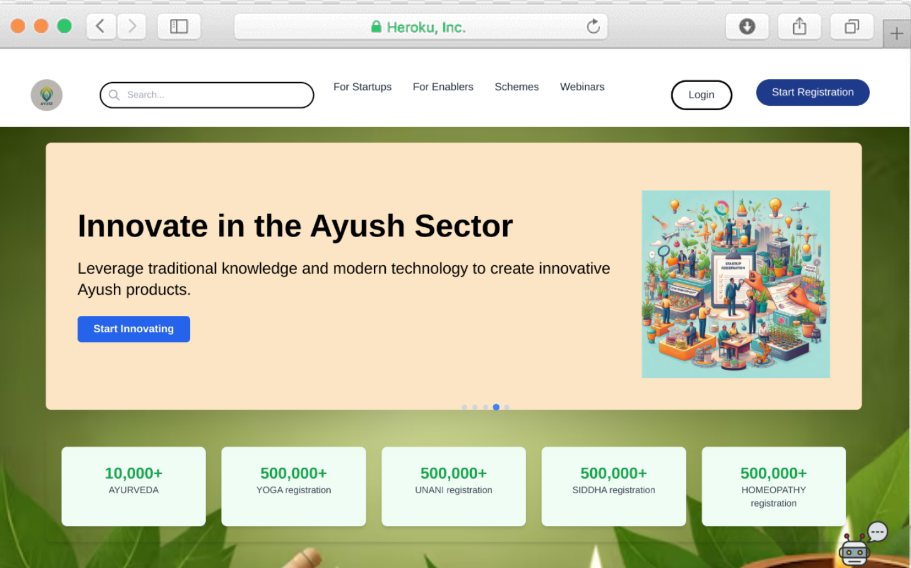 Heroku, Inc.
Search...
For Startups
For Enablers
Schemes
Webinars
Login
Start Registration
Innovate in the Ayush Sector
Leverage traditional knowledge and modern technology to create innovative
Ayush products.
Start Innovating
STARTUP
10,000+
AYURVEDA
500,000+
YOGA registration
500,000+
UNANI registration
500,000+
SIDDHA registration
500,000+
HOMEOPATHY
registration